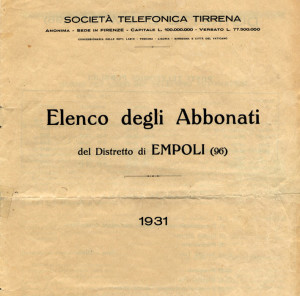 SOCIETÀ TELEFONICA TIRRENA
ANONIMA - SEDE IN FIRENZE - CAPITALE L. 100.000.000 - VERSATO L. 77.500.000
Elenco degli Abbonati
del Distretto di EMPOLI (96)
1931